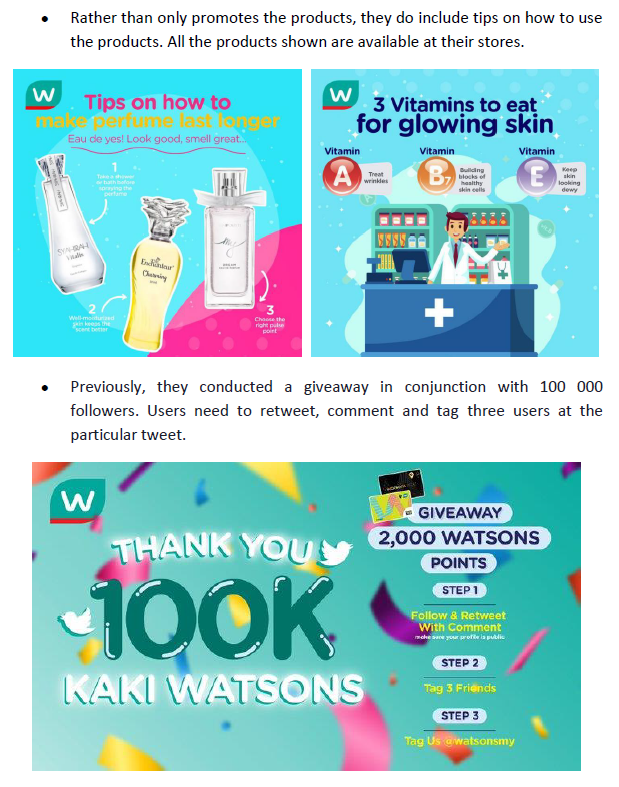 • Rather than only promotes the products, they do include tips on how to use
the products. All the products shown are available at their stores.
W
Tips on how to
make perfume last longer
Eau de yes! Look good, smell great...
1
Take a shower
or bath before
spraying the
perfume
Vitalis
Enchanteur
Charming
2
Well-moisturised
skin keeps the
scent better
3
Choose the
right pulse
point
W
3 Vitamins to eat
for glowing skin
Vitamin
A
Treat
wrinkles
Vitamin
B7
Building
blocks of
healthy
skin cells
Vitamin
E
Keep
skin
looking
dewy
• Previously, they conducted a giveaway in conjunction with 100 000
followers. Users need to retweet, comment and tag three users at the
particular tweet.
W
THANK YOU
100K
KAKI WATSONS
GIVEAWAY
2,000 WATSONS
POINTS
STEP 1
Follow & Retweet
With Comment
make sure your profile is public
STEP 2
Tag 3 Friends
STEP 3
Tag Us @watsonsmy